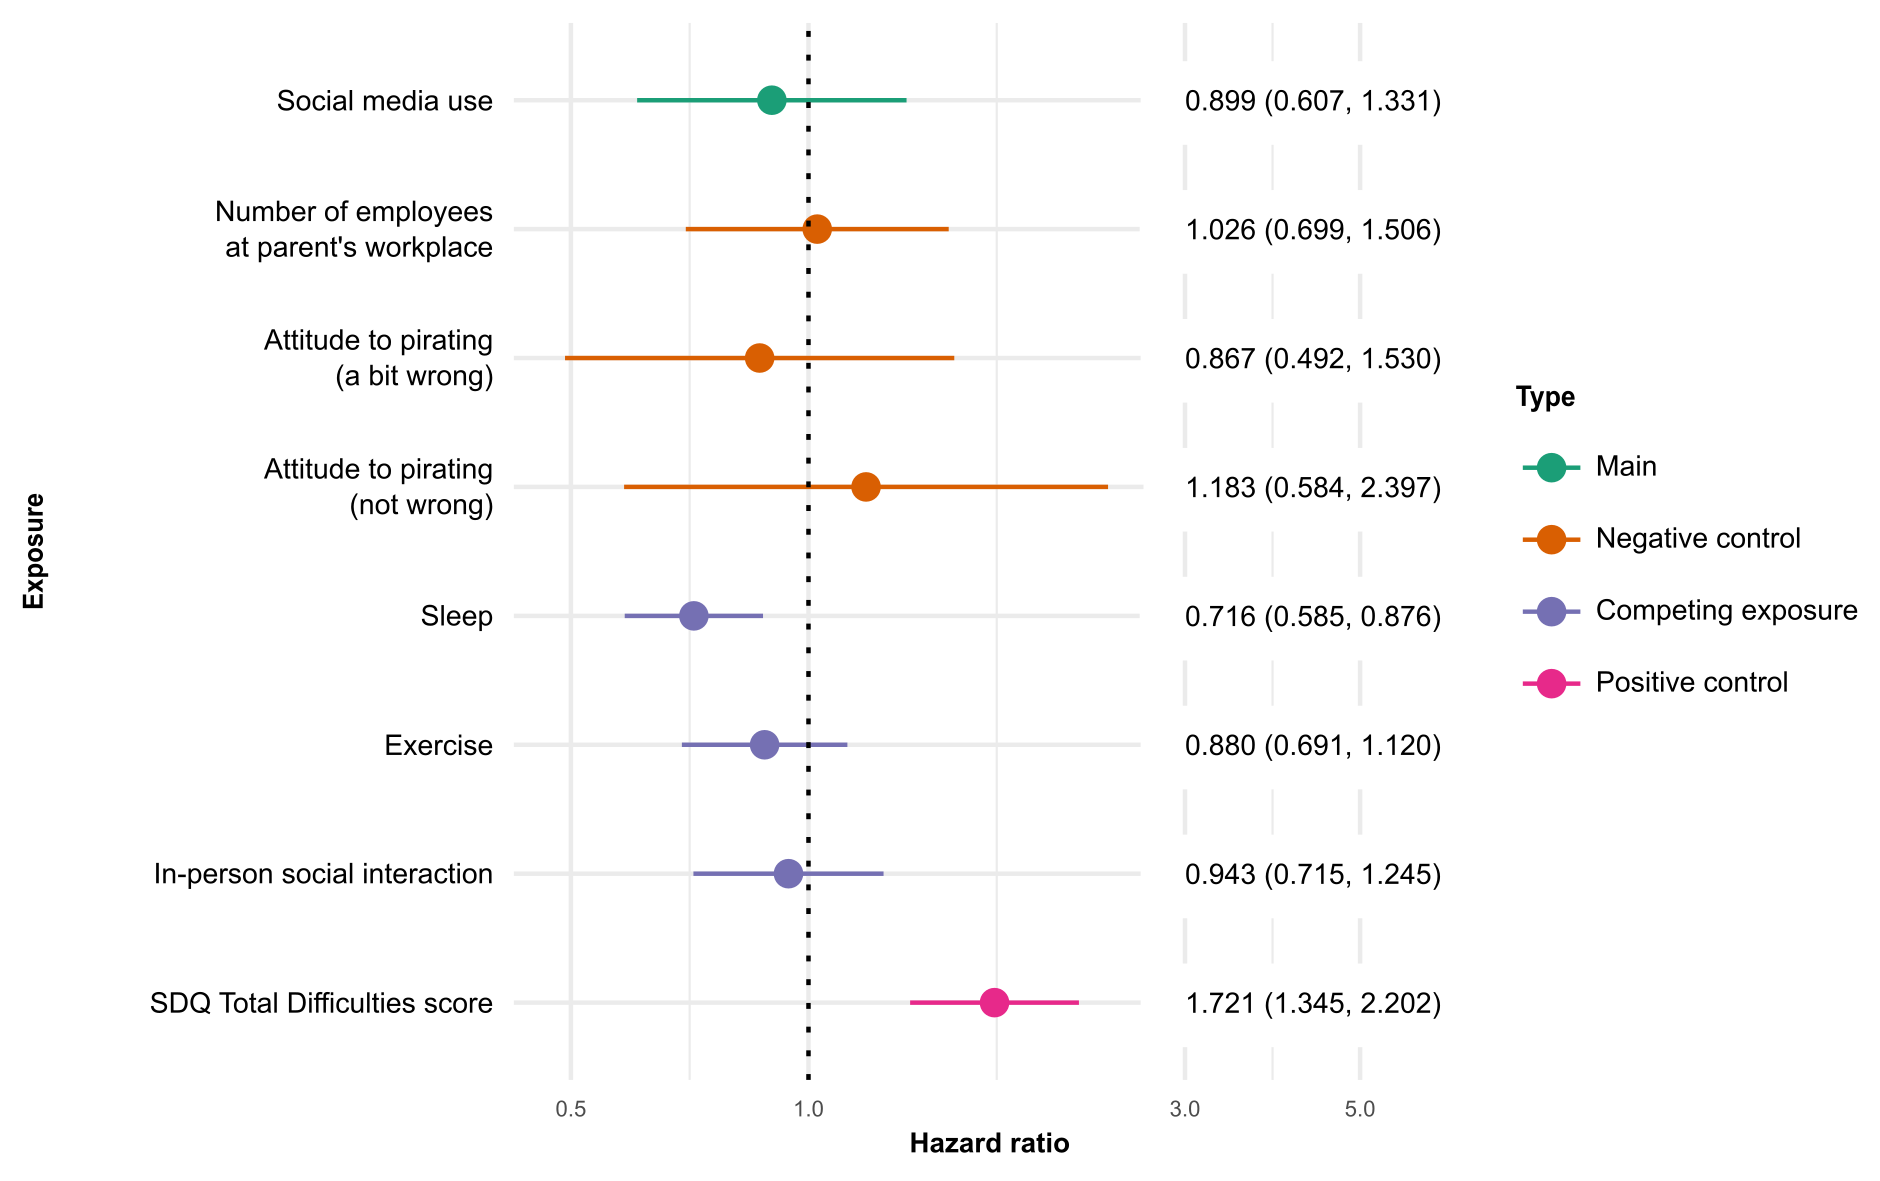 Social media use
0.899 (0.607, 1.331)
Number of employees
at parent's workplace
1.026 (0.699, 1.506)
Attitude to pirating
(a bit wrong)
0.867 (0.492, 1.530)
Attitude to pirating
(not wrong)
1.183 (0.584, 2.397)
Sleep
0.716 (0.585, 0.876)
Exercise
0.880 (0.691, 1.120)
In-person social interaction
0.943 (0.715, 1.245)
SDQ Total Difficulties score
1.721 (1.345, 2.202)
Exposure
0.5
1.0
3.0
5.0
Hazard ratio
Type
Main
Negative control
Competing exposure
Positive control